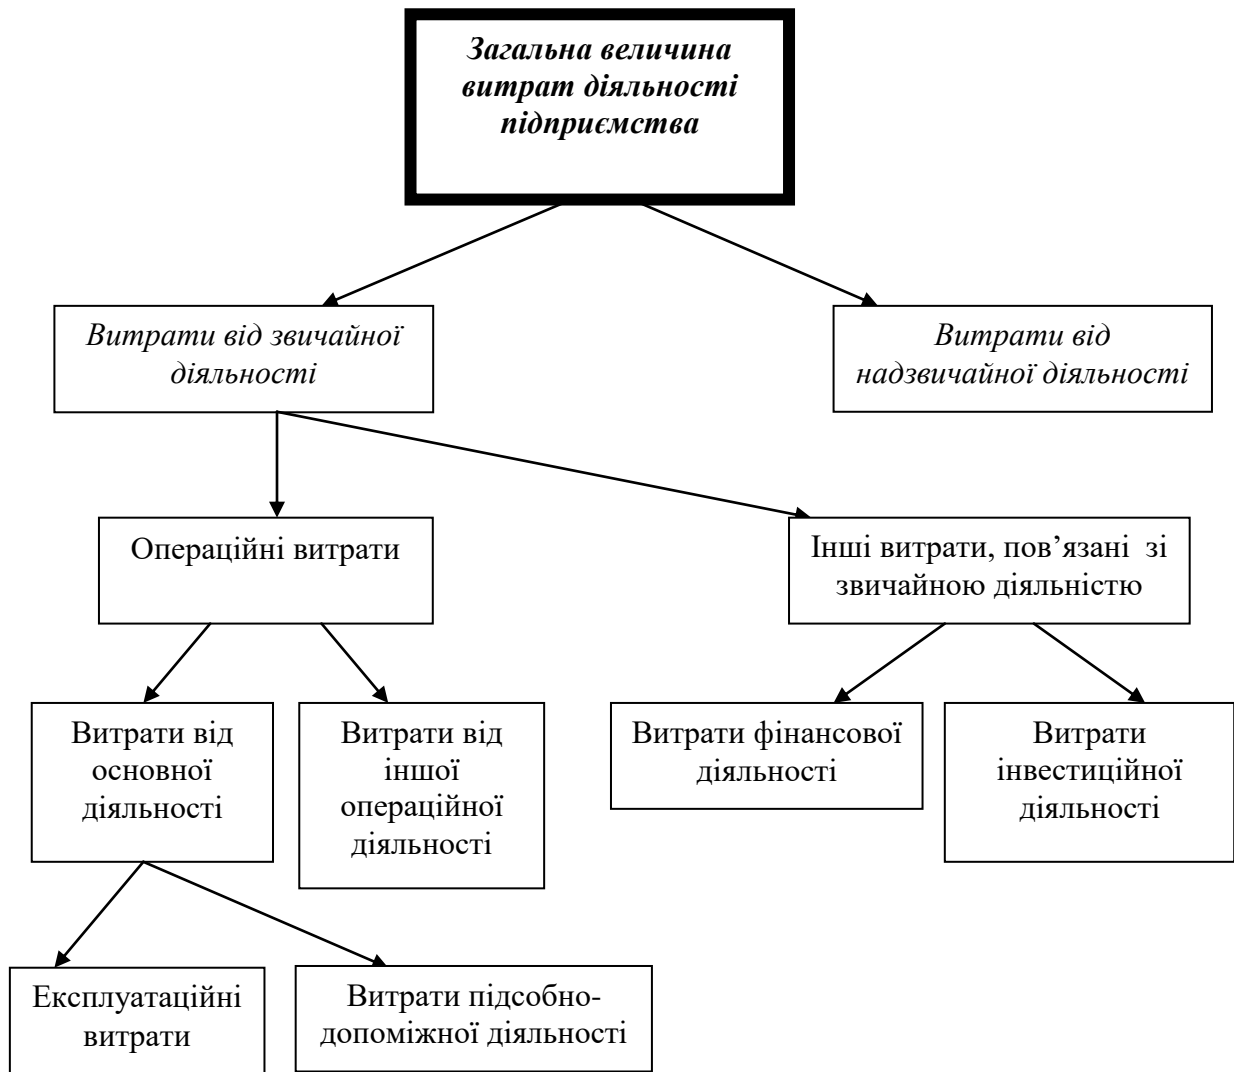 Загальна величина
витрат діяльності
підприємства
Витрати від звичайної
діяльності
Витрати від
надзвичайної діяльності
Операційні витрати
Інші витрати, пов’язані  зі
звичайною діяльністю
Витрати від
основної
діяльності
Витрати від
іншої
операційної
діяльності
Витрати фінансової
діяльності
Витрати
інвестиційної
діяльності
Експлуатаційні
витрати
Витрати підсобно-
допоміжної діяльності